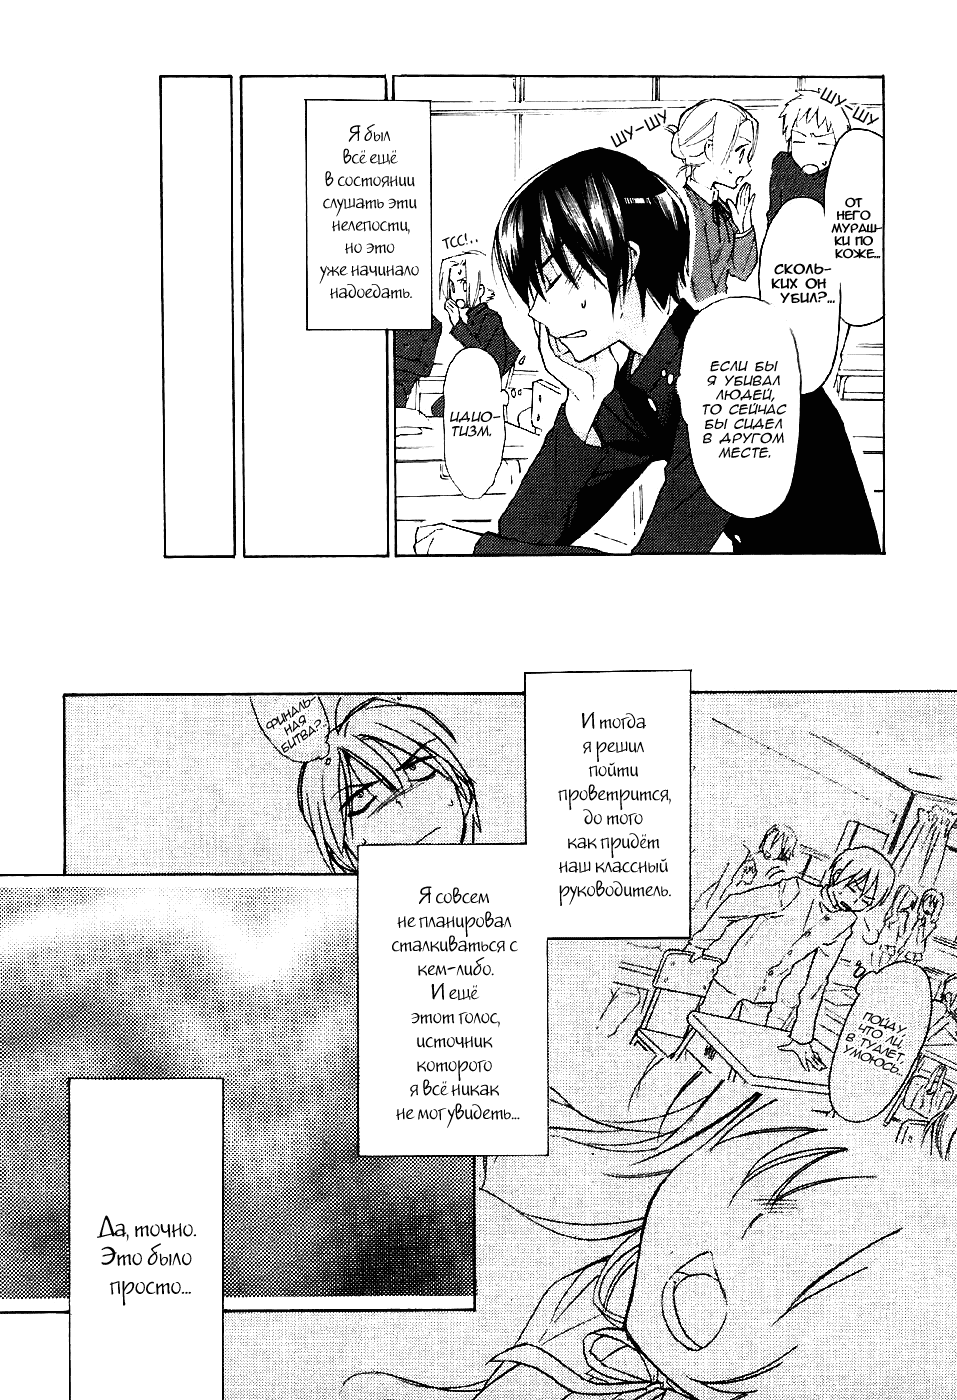 ШУ-ШУ
ШУ-ШУ
ОТ
НЕГО
МУРАШ-
КИ ПО
КОЖЕ...
СКОЛЬ-
КИХ ОН
УБИЛ?...
ЕСЛИ БЫ
Я УБИВАЛ
ЛЮДЕЙ,
ТО СЕЙЧАС
БЫ СИДЕЛ
В ДРУГОМ
МЕСТЕ.
ТСС!..
ИДИО-
ТИЗМ.
Я был
всё ещё
в состоянии
слушать эти
нелепости,
но это
уже начинало
надоедать.
И тогда
я решил
пойти
проветрится,
до того
как придёт
наш классный
руководитель.
ПОЙДУ,
ЧТО ЛИ,
В ТУАЛЕТ,
УМОЮСЬ...
ФИНАЛЬ-
НАЯ
БИТВА?..
Я совсем
не планировал
сталкиваться с
кем-либо.
И ещё
этот голос,
источник
которого
я всё никак
не мог увидеть...
Да, точно.
Это было
просто...